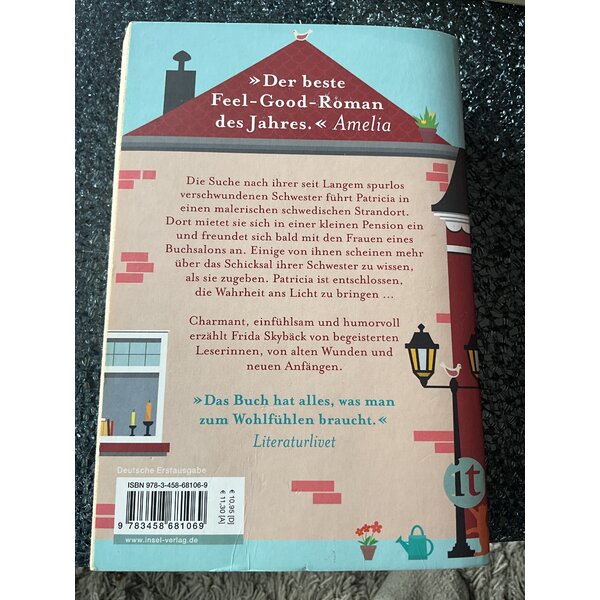 »Der beste
Feel-Good-Roman
des Jahres.« Amelia
Die Suche nach ihrer seit Langem spurlos
verschwundenen Schwester führt Patricia in
einen malerischen schwedischen Strandort.
Dort mietet sie sich in einer kleinen Pension ein
und freundet sich bald mit den Frauen eines
Buchsalons an. Einige von ihnen scheinen mehr
über das Schicksal ihrer Schwester zu wissen,
als sie zugeben. Patricia ist entschlossen,
die Wahrheit ans Licht zu bringen …
Charmant, einfühlsam und humorvoll
erzählt Frida Skybäck von begeisterten
Leserinnen, von alten Wunden und
neuen Anfängen.
»Das Buch hat alles, was man
zum Wohlfühlen braucht.«
Literaturlivet
it
Deutsche Erstausgabe
ISBN 978-3-458-68106-9
€ 10,95 [D]
€ 11,30 [A]
9 783458 681069
www.insel-verlag.de